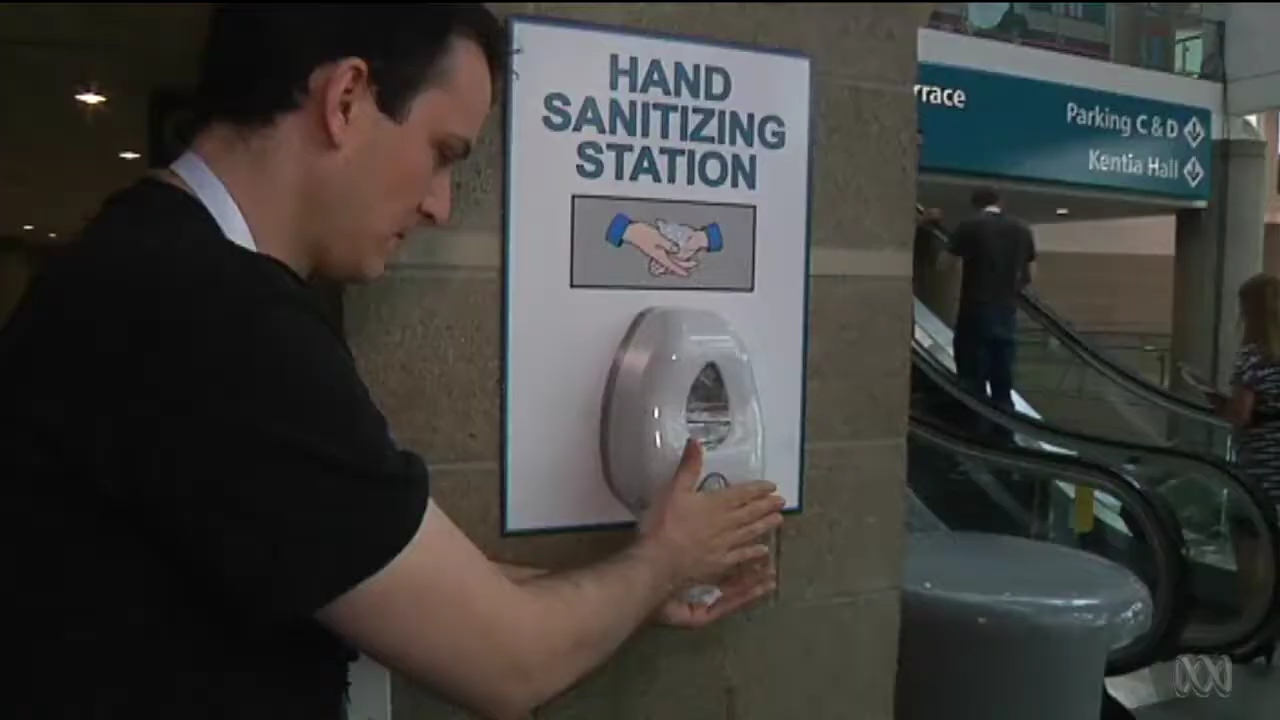 HAND
SANITIZING
STATION
rrace
Parking C & D
Kentia Hall